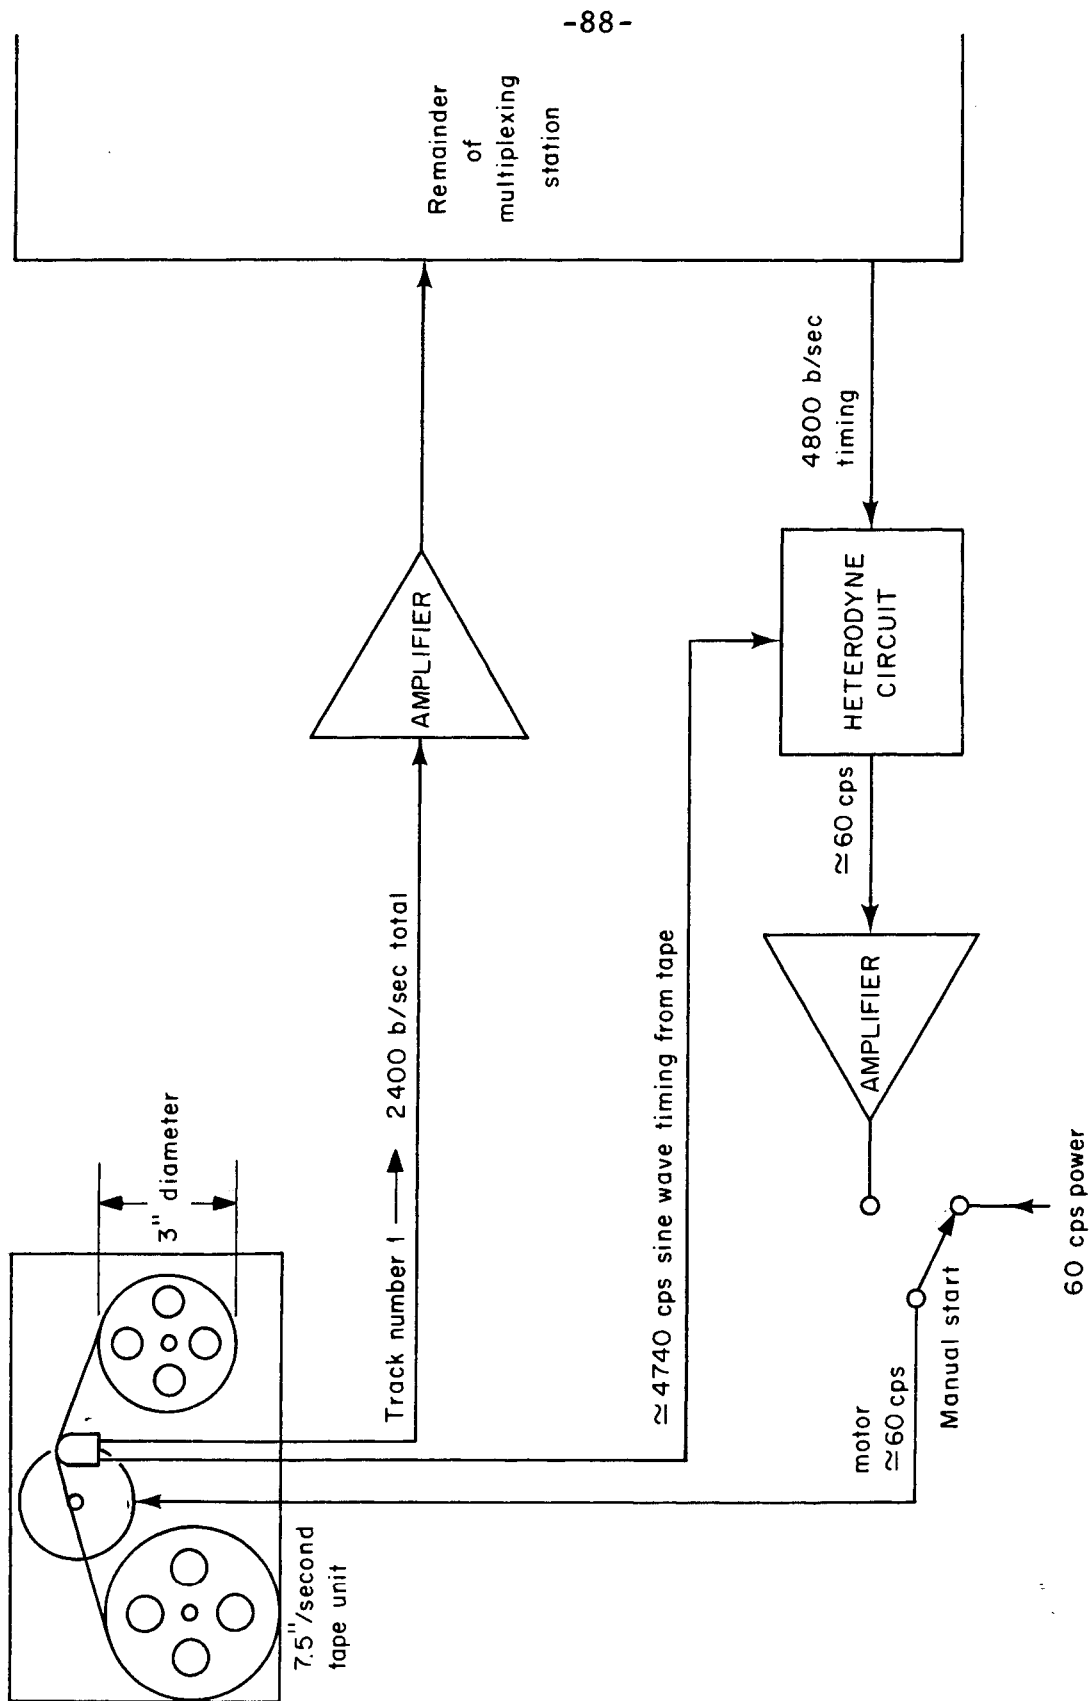 -88-
Remainder
of
multiplexing
station
4800 b/sec
timing
AMPLIFIER
HETERODYNE
CIRCUIT
≃60 cps
Track number 1 → 2400 b/sec total
≃4740 cps sine wave timing from tape
AMPLIFIER
3" diameter
7.5"/second
tape unit
motor
≃60 cps
Manual start
60 cps power